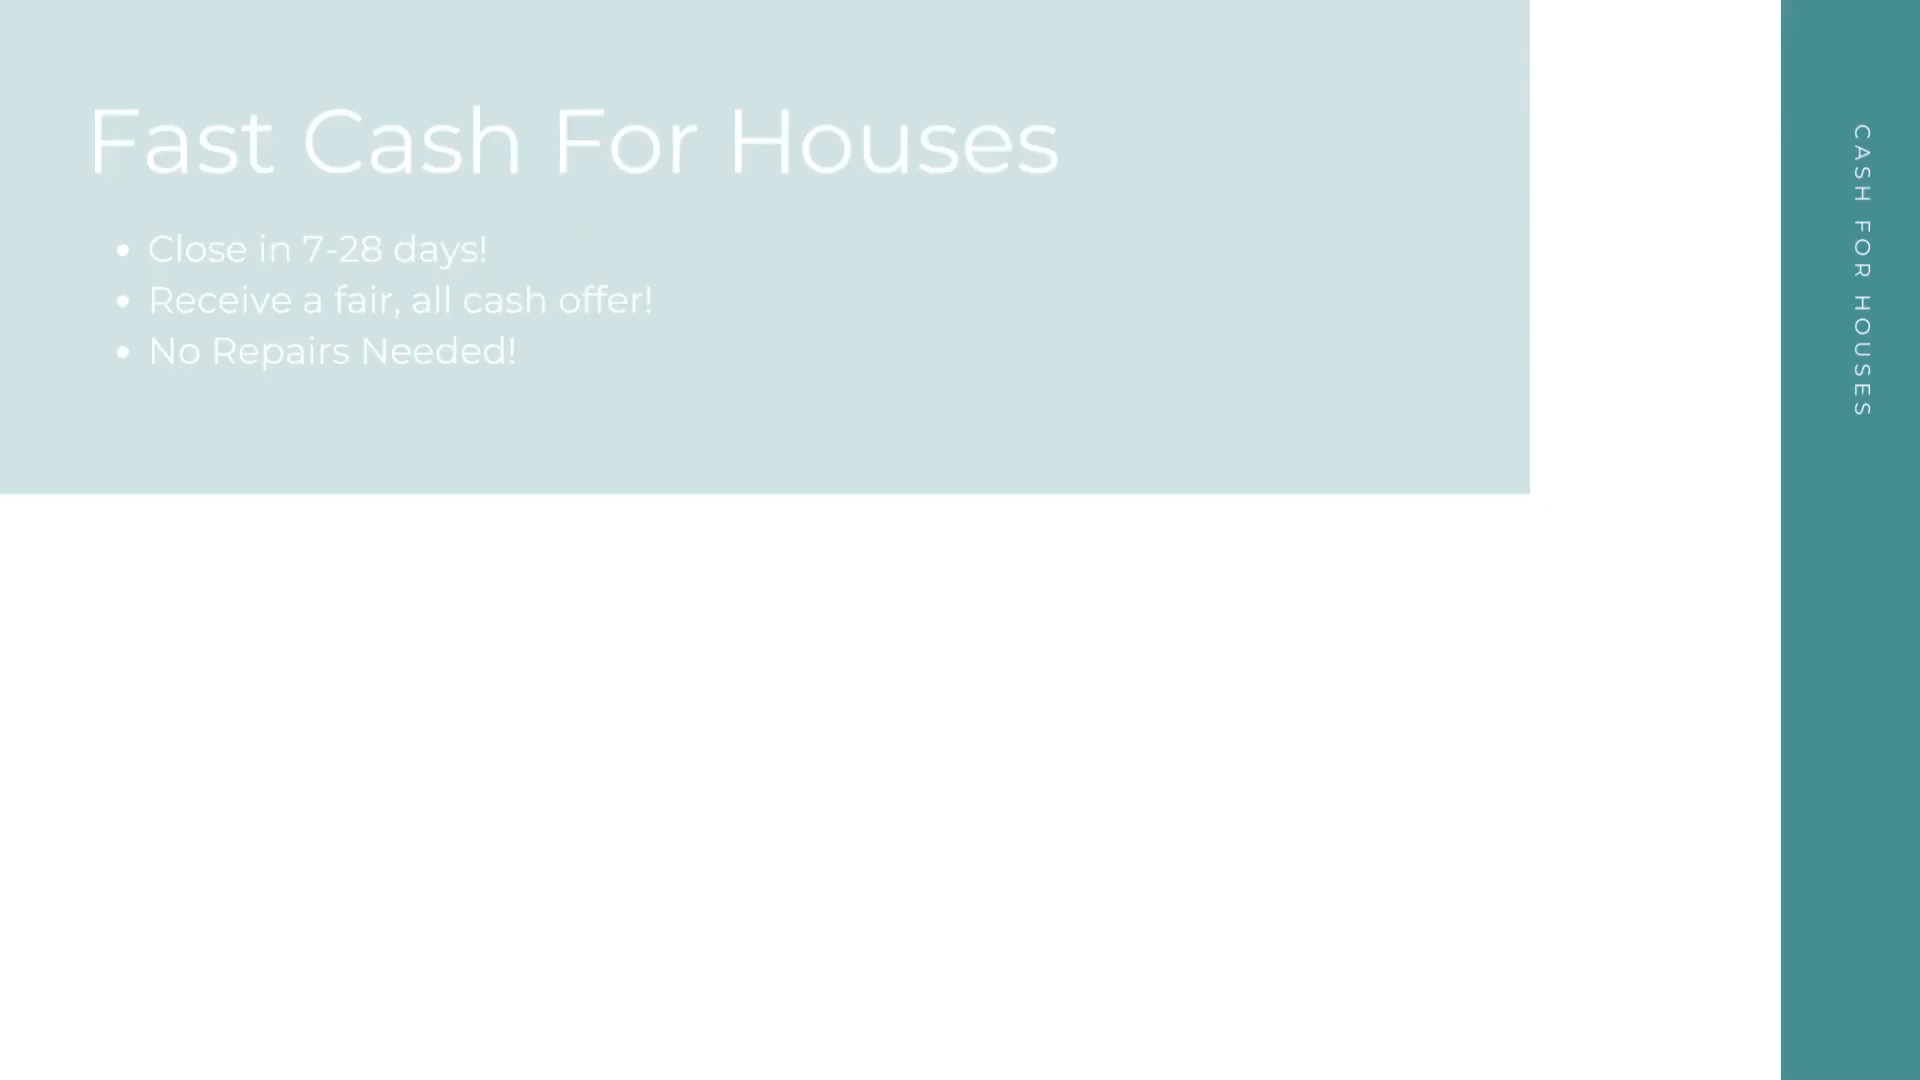 Fast Cash For Houses
• Close in 7-28 days!
• Receive a fair, all cash offer!
• No Repairs Needed!
CASH FOR HOUSES